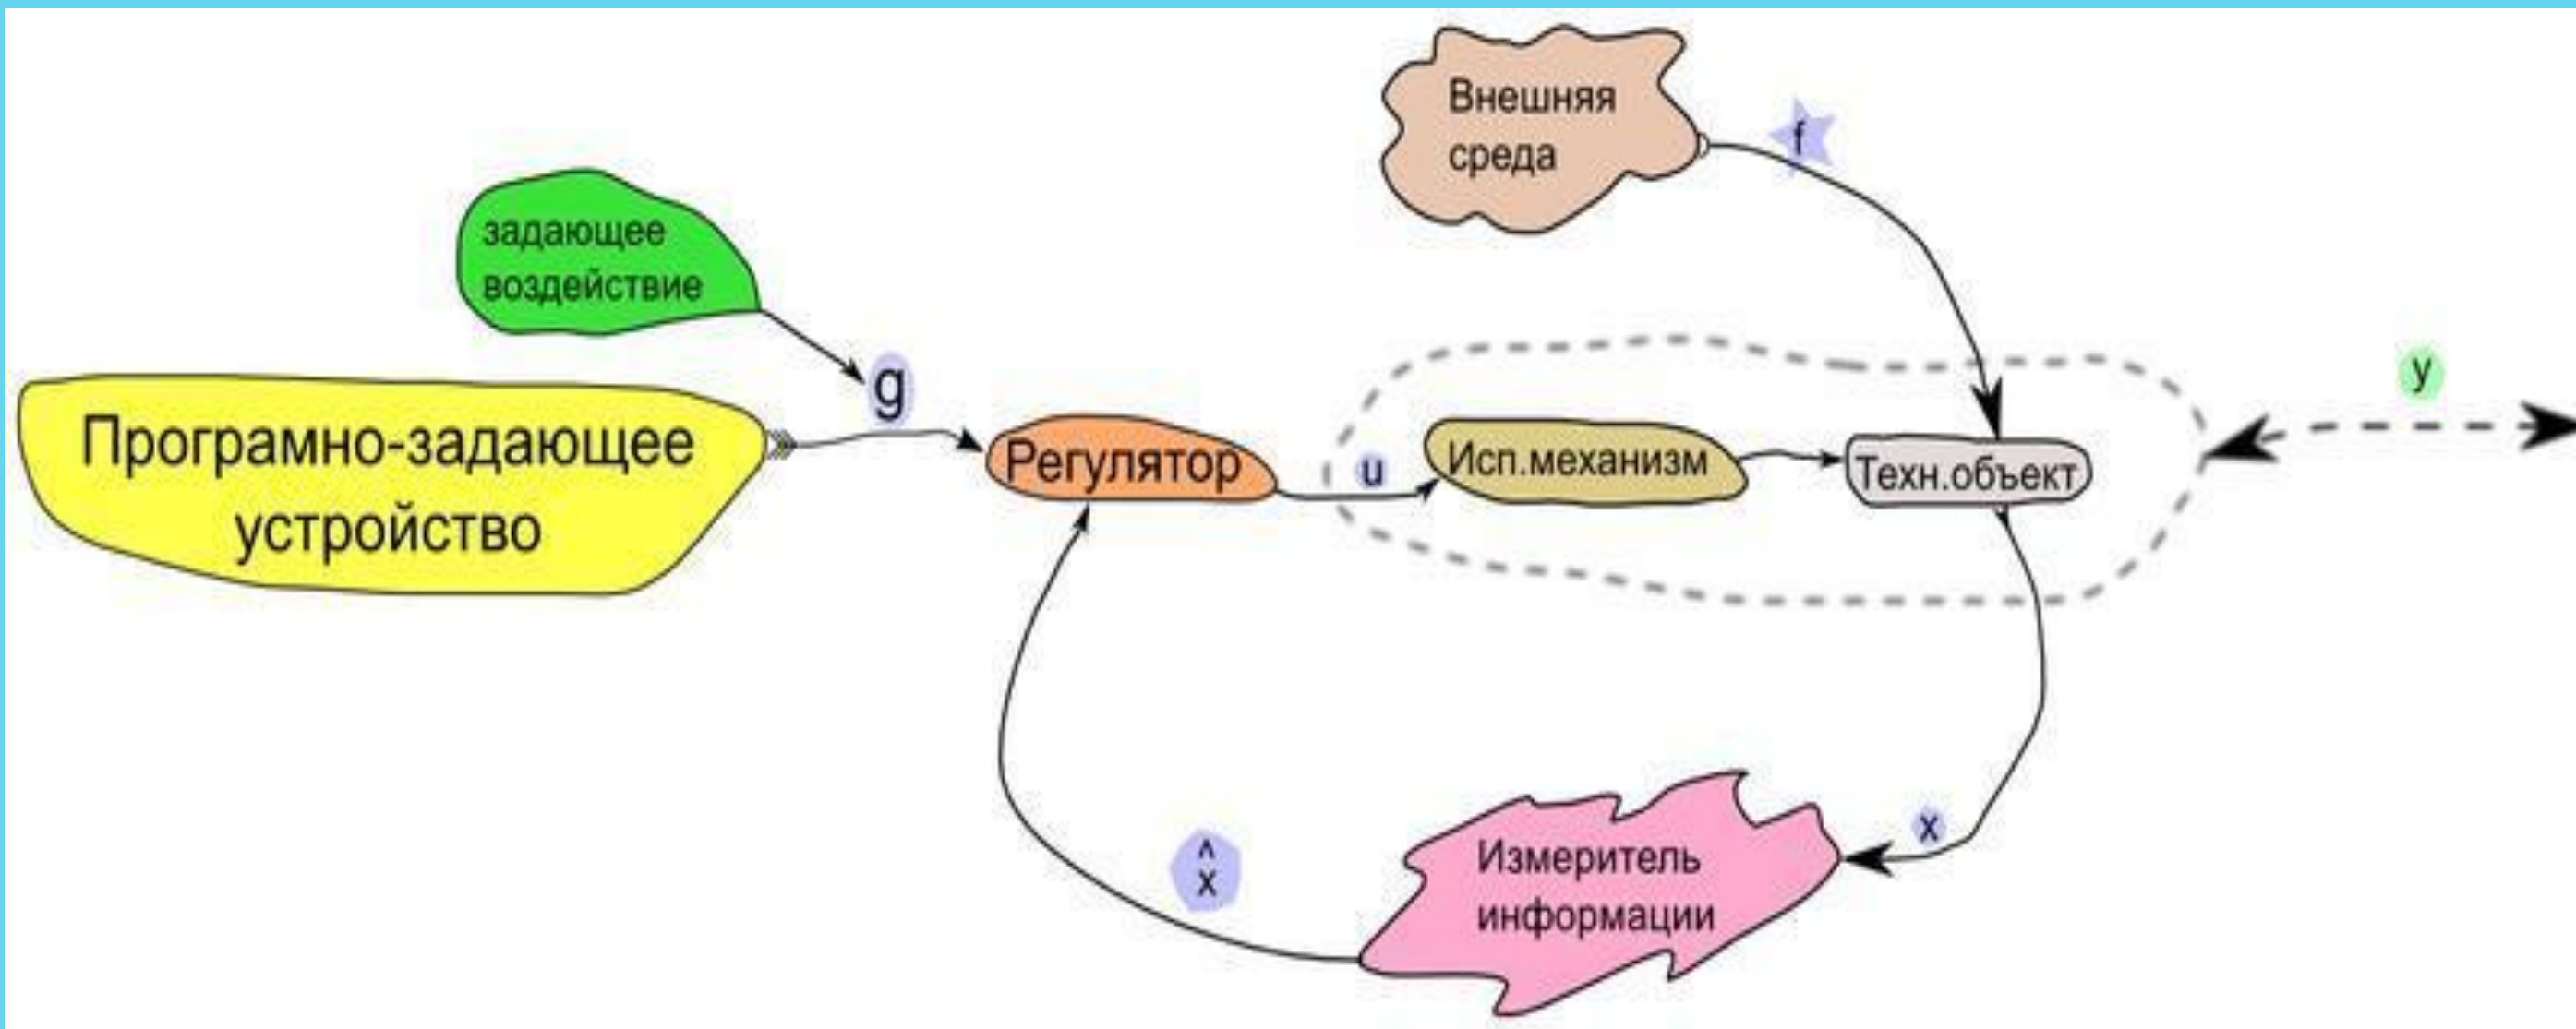 Внешняя
среда
f
задающее
воздействие
g
y
Програмно-задающее
устройство
Регулятор
u
Исп.механизм
Техн.объект
x
^
x
Измеритель
информации